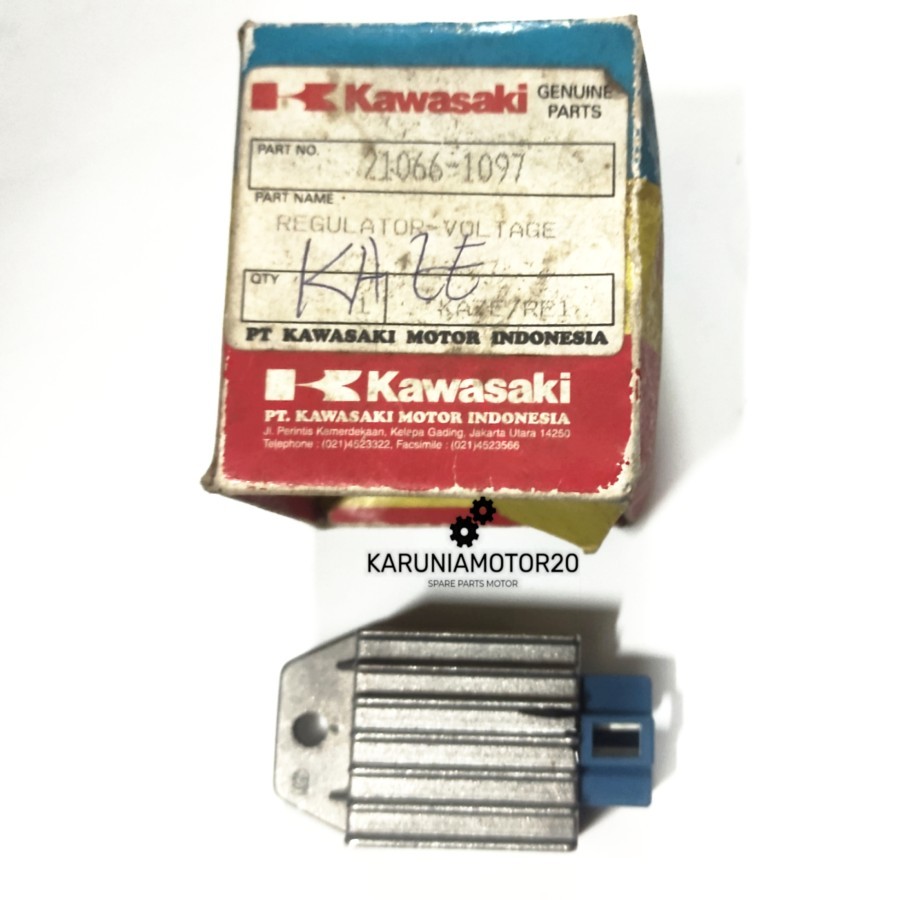 Kawasaki GENUINE PARTS
PART NO. 21066-1097
PART NAME
REGULATOR-VOLTAGE
KAZE
QTY 1 KAZE/RE1
PT KAWASAKI MOTOR INDONESIA
Kawasaki
PT. KAWASAKI MOTOR INDONESIA
Jl. Perintis Kemerdekaan, Kelapa Gading, Jakarta Utara 14250
Telephone : (021)4523322, Facsimile : (021)4523566
KARUNIAMOTOR20
SPARE PARTS MOTOR